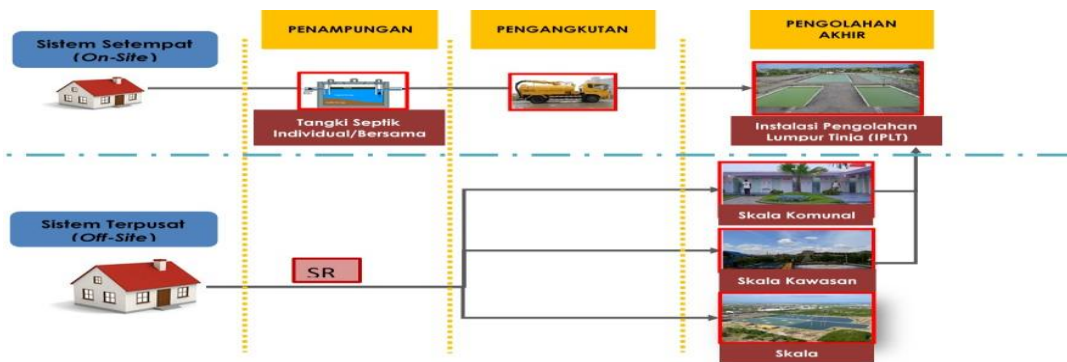 PENAMPUNGAN
PENGANGKUTAN
PENGOLAHAN
AKHIR
Sistem Setempat
(On-Site)
Tangki Septik
Individual/Bersama
Instalasi Pengolahan
Lumpur Tinja (IPLT)
Skala Komunal
Sistem Terpusat
(Off-Site)
SR
Skala Kawasan
Skala